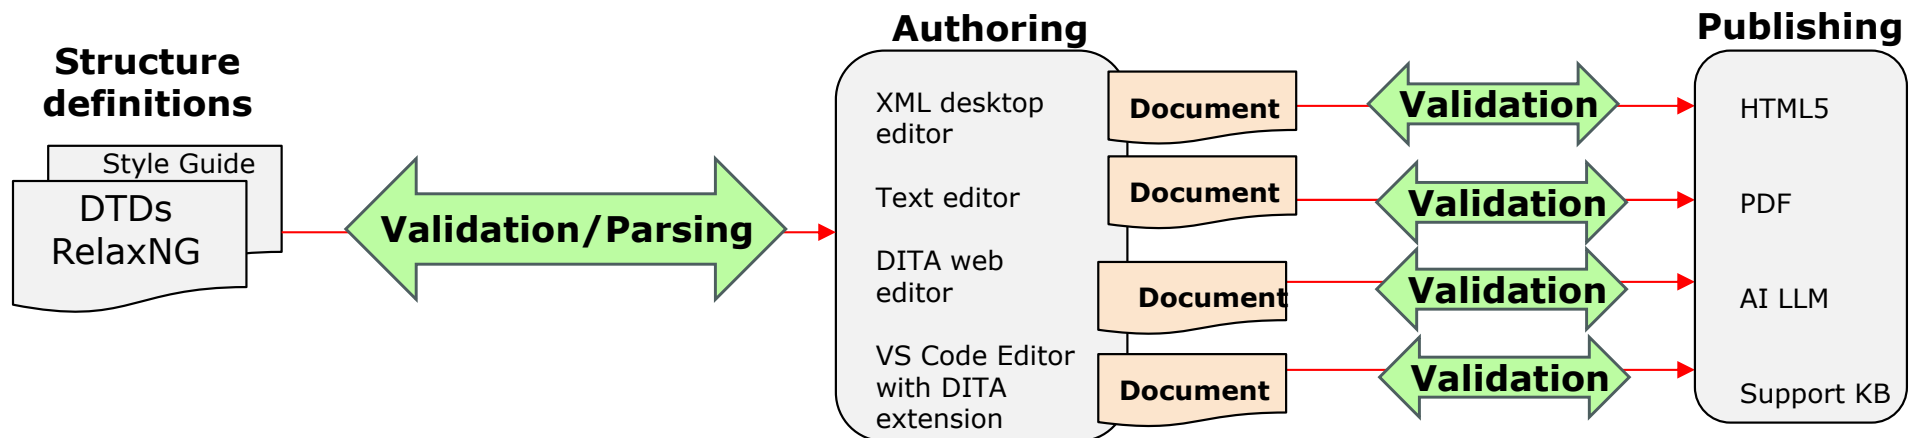 Structure
definitions
Style Guide
DTDs
RelaxNG
Validation/Parsing
Authoring
XML desktop
editor
Text editor
DITA web
editor
VS Code Editor
with DITA
extension
Document
Document
Document
Document
Validation
Validation
Validation
Validation
Publishing
HTML5
PDF
AI LLM
Support KB